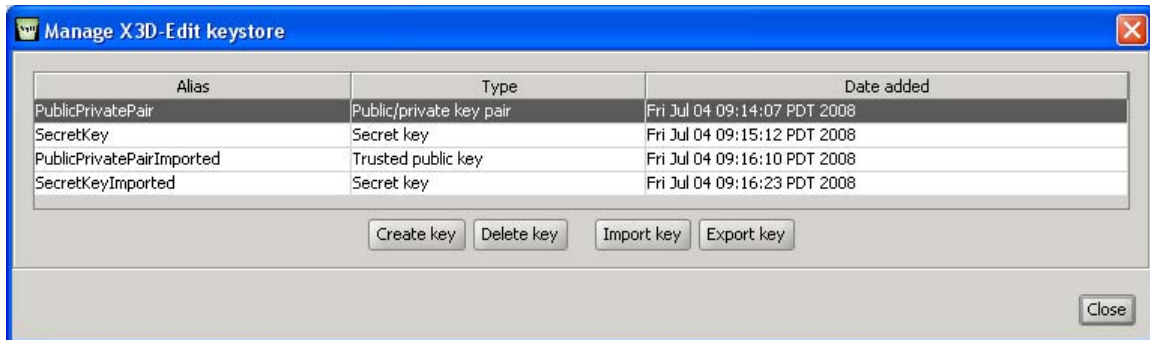 Manage X3D-Edit keystore
Alias Type Date added
PublicPrivatePair Public/private key pair Fri Jul 04 09:14:07 PDT 2008
SecretKey Secret key Fri Jul 04 09:15:12 PDT 2008
PublicPrivatePairImported Trusted public key Fri Jul 04 09:16:10 PDT 2008
SecretKeyImported Secret key Fri Jul 04 09:16:23 PDT 2008
Create key Delete key Import key Export key
Close